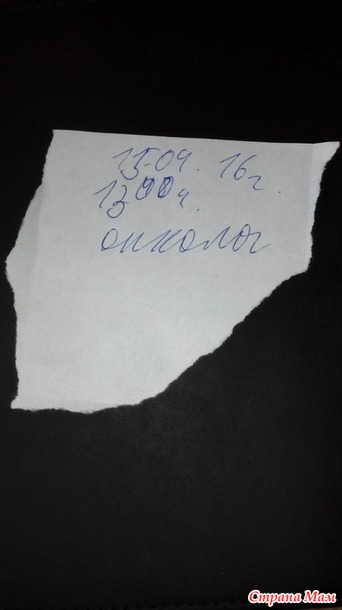 15.04. 16г.
13⁰⁰ч.
онколог
Страна Мам